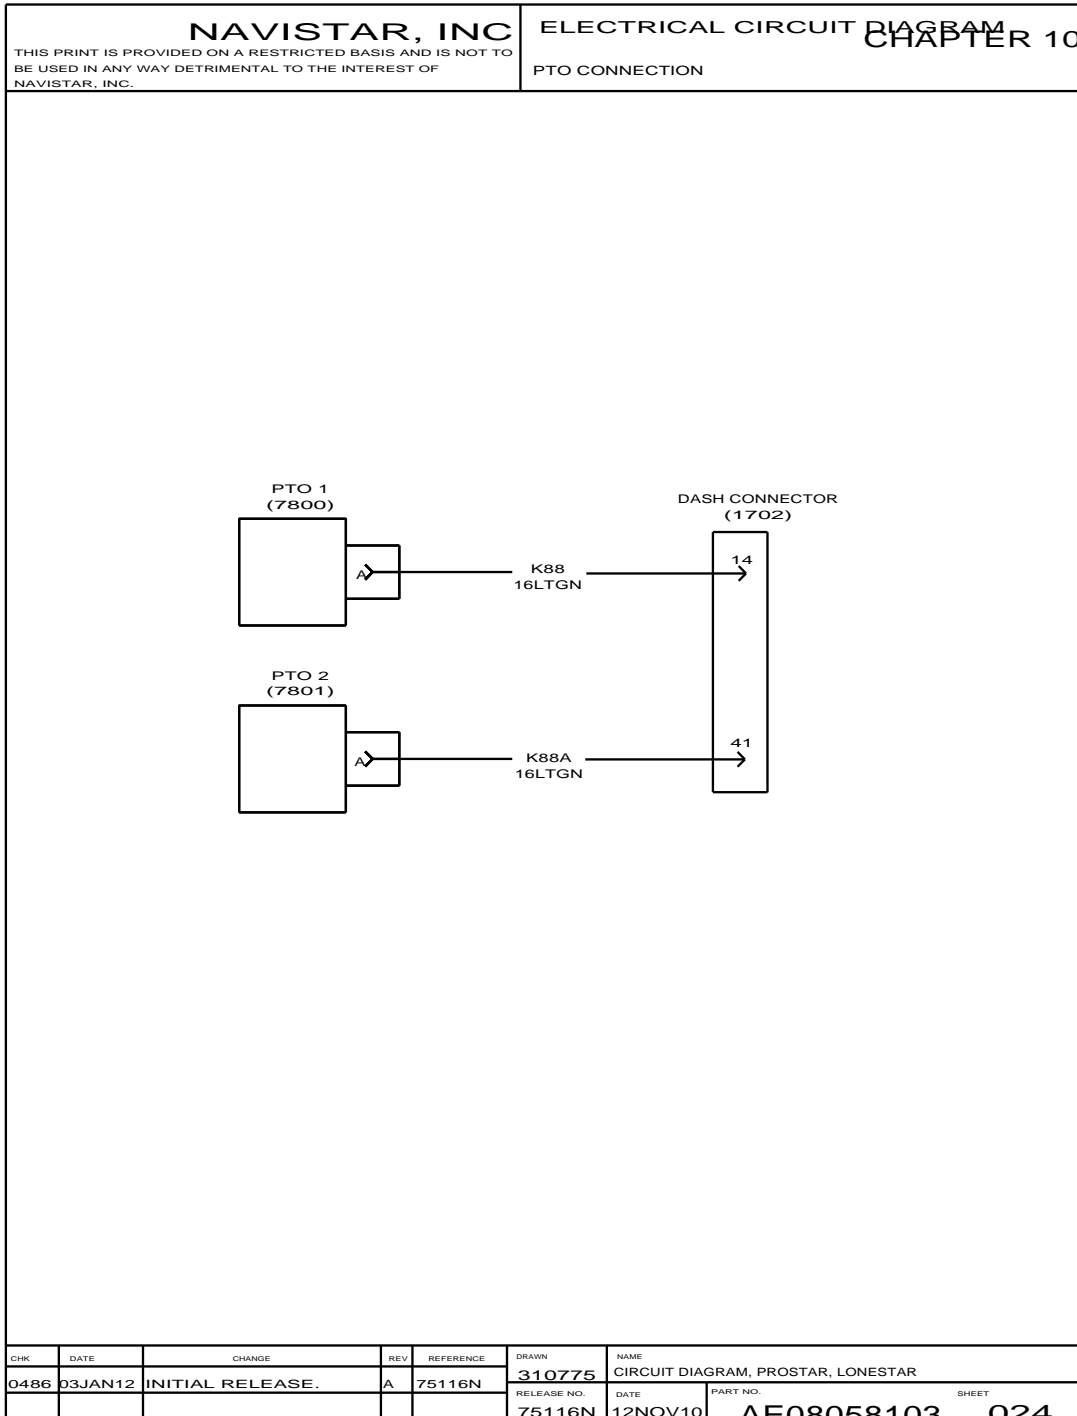 NAVISTAR, INC
THIS PRINT IS PROVIDED ON A RESTRICTED BASIS AND IS NOT TO
BE USED IN ANY WAY DETRIMENTAL TO THE INTEREST OF
NAVISTAR, INC.
ELECTRICAL CIRCUIT DIAGRAM
CHAPTER 10
PTO CONNECTION
PTO 1
(7800)
A
K88
16LTGN
DASH CONNECTOR
(1702)
14
PTO 2
(7801)
A
K88A
16LTGN
41
CHK DATE CHANGE REV REFERENCE
0486 03JAN12 INITIAL RELEASE. A 75116N
DRAWN
310775
NAME
CIRCUIT DIAGRAM, PROSTAR, LONESTAR
RELEASE NO.
75116N
DATE
12NOV10
PART NO.
AE08058103
SHEET
024